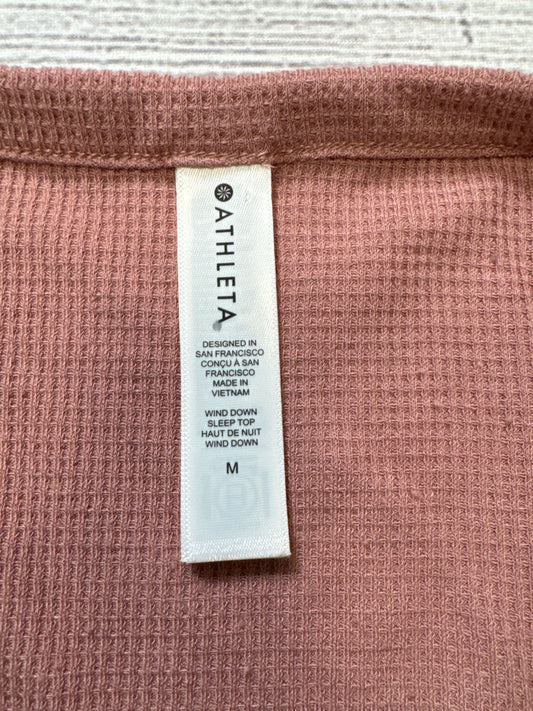 ATHLETA
DESIGNED IN
SAN FRANCISCO
CONÇU À SAN
FRANCISCO
MADE IN
VIETNAM
WIND DOWN
SLEEP TOP
HAUT DE NUIT
WIND DOWN
M